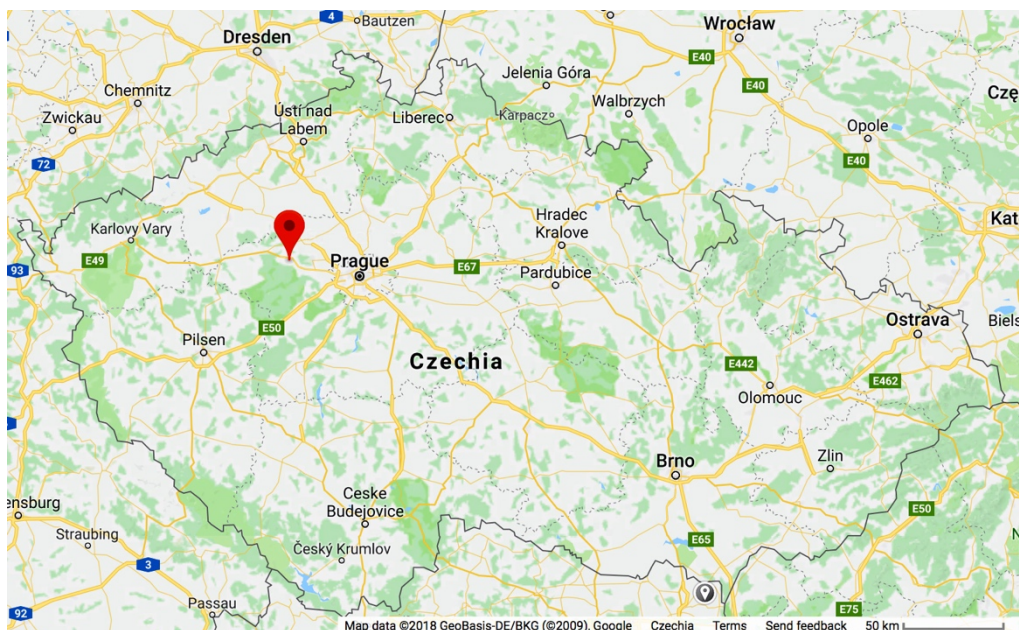 4
Bautzen
Dresden
Wrocław
E40
Chemnitz
Jelenia Góra
E40
Zwickau
Ústí nad
Labem
Liberec
Karpacz
Walbrzych
Czę
Opole
72
E40
Karlovy Vary
Hradec
Kralove
Kat
E49
93
Prague
E67
Pardubice
E50
Pilsen
Ostrava
Biels
Czechia
E442
E462
Olomouc
Brno
Zlin
ensburg
Ceske
Budejovice
E50
Straubing
Český Krumlov
E65
N
3
92
Passau
E75
Map data ©2018 GeoBasis-DE/BKG (©2009), Google Czechia Terms Send feedback 50 km